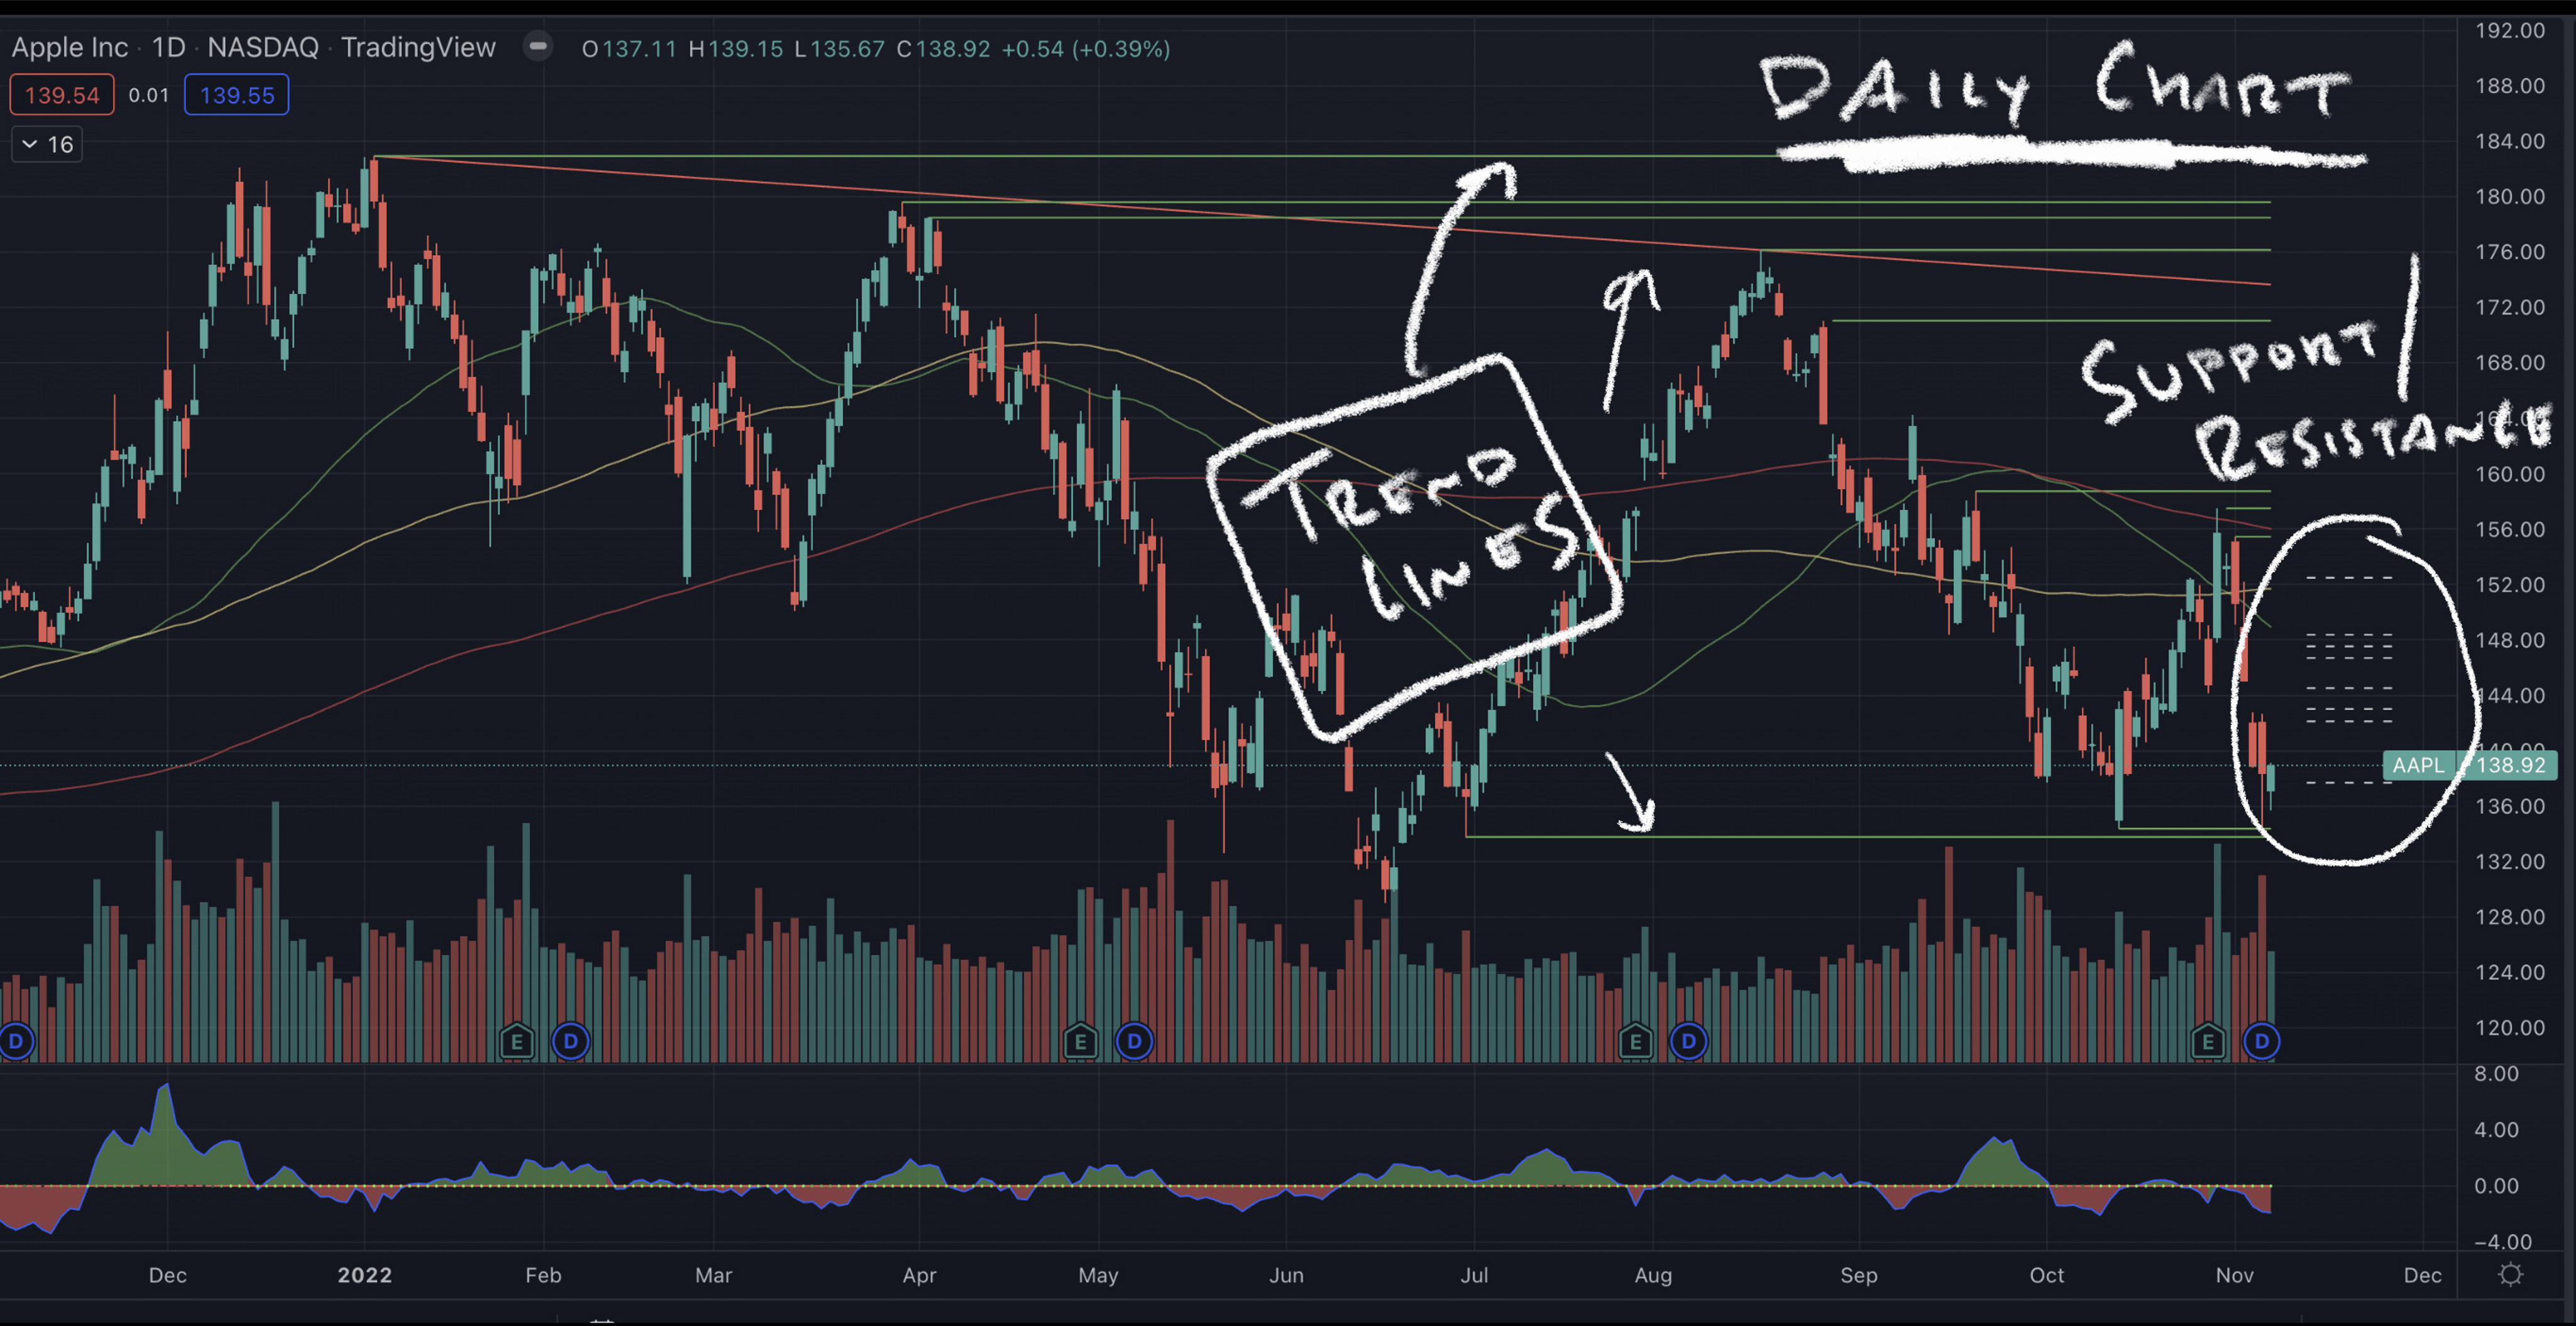 Apple Inc · 1D · NASDAQ · TradingView O137.11 H139.15 L135.67 C138.92 +0.54 (+0.39%)
139.54 0.01 139.55
16
DAILY CHART
TREND
LINES
SUPPORT
RESISTANCE
192.00
188.00
184.00
180.00
176.00
172.00
168.00
164.00
160.00
156.00
152.00
148.00
144.00
140.00
AAPL 138.92
136.00
132.00
128.00
124.00
120.00
D E D E D E D E D
8.00
4.00
0.00
−4.00
Dec 2022 Feb Mar Apr May Jun Jul Aug Sep Oct Nov Dec